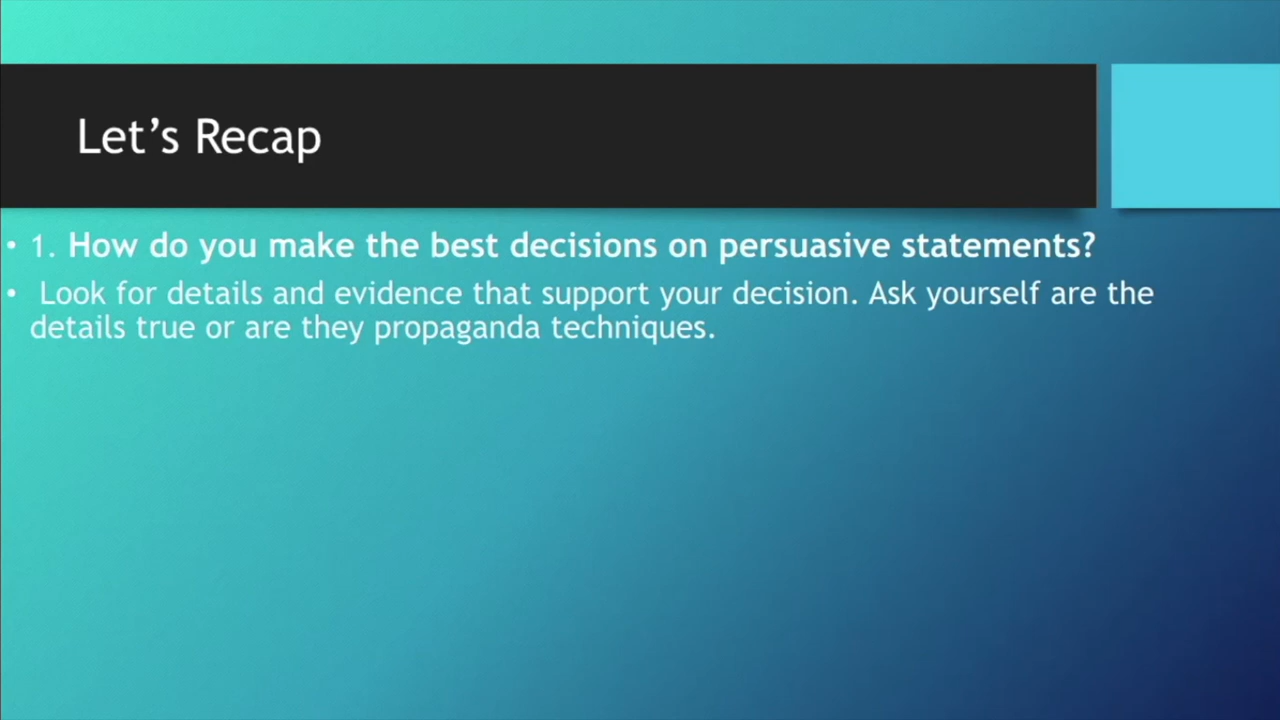 Let’s Recap
• 1. How do you make the best decisions on persuasive statements?
• Look for details and evidence that support your decision. Ask yourself are the
details true or are they propaganda techniques.